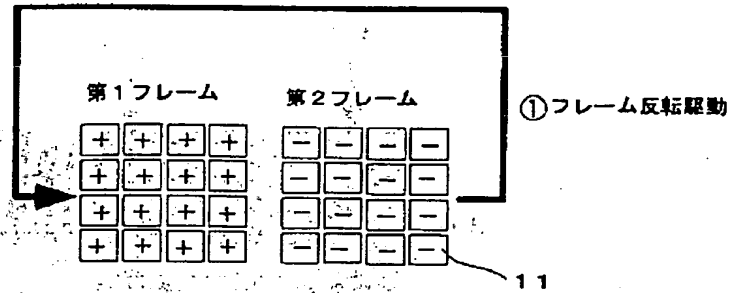 第1フレーム 第2フレーム
①フレーム反転駆動
+ + + + − − − −
+ + + + − − − −
+ + + + − − − −
+ + + + − − − −
11